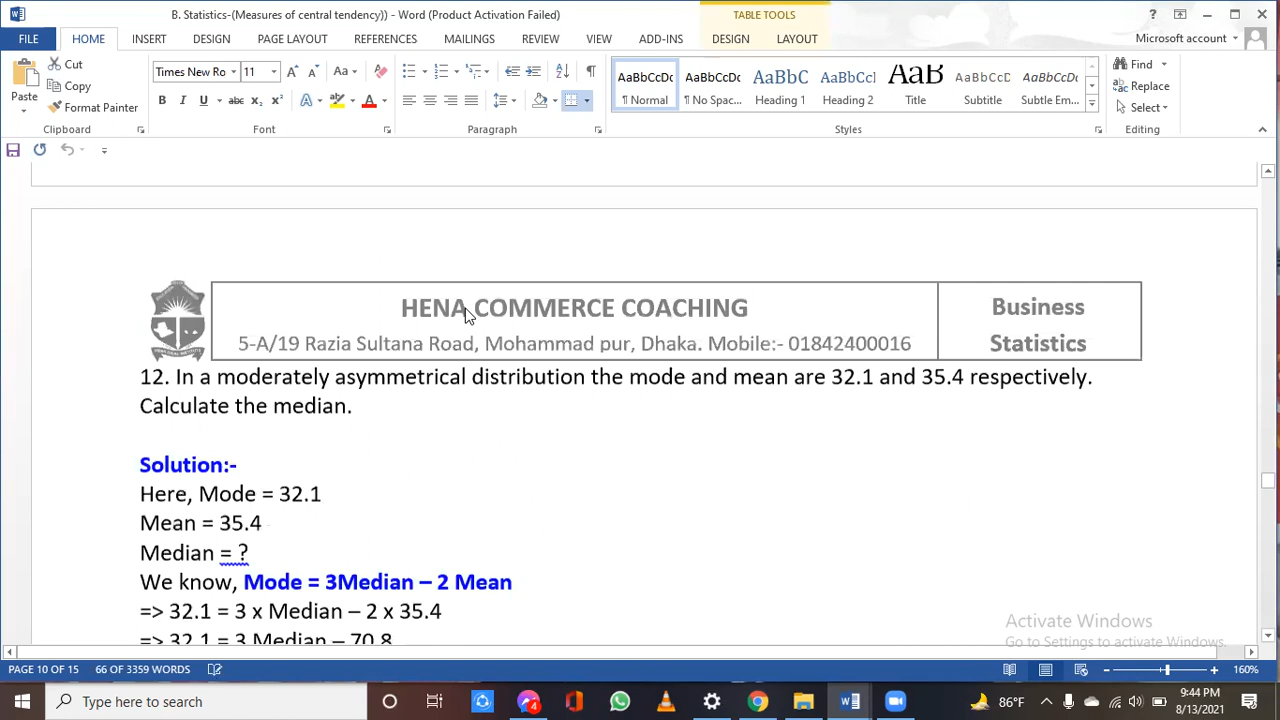 B. Statistics-(Measures of central tendency)) - Word (Product Activation Failed)
TABLE TOOLS
FILE HOME INSERT DESIGN PAGE LAYOUT REFERENCES MAILINGS REVIEW VIEW ADD-INS DESIGN LAYOUT Microsoft account
Paste
Cut
Copy
Format Painter
Clipboard
Times New Ro 11
Font
Paragraph
AaBbCcDc AaBbCcDc AaBbC AaBbCcC AaB AaBbCcD AaBbCcDc
¶ Normal ¶ No Spac... Heading Heading 2 Title Subtitle Subtle Em...
Styles
Find
Replace
Select
Editing
HENA COMMERCE COACHING
5-A/19 Razia Sultana Road, Mohammad pur, Dhaka. Mobile:- 01842400016
Business
Statistics
12. In a moderately asymmetrical distribution the mode and mean are 32.1 and 35.4 respectively.
Calculate the median.
Solution:-
Here, Mode = 32.1
Mean = 35.4
Median = ?
We know, Mode = 3Median – 2 Mean
=> 32.1 = 3 x Median – 2 x 35.4
=> 32.1 = 3 Median – 70.8
Activate Windows
Go to Settings to activate Windows.
PAGE 10 OF 15 66 OF 3359 WORDS 160%
Type here to search
4
86°F
9:44 PM
8/13/2021